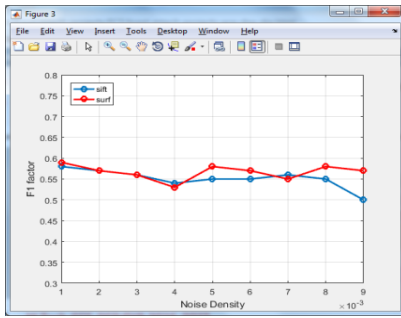 Figure 3
File Edit View Insert Tools Desktop Window Help
sift
surf
F1 factor
0.8
0.75
0.7
0.65
0.6
0.55
0.5
0.45
0.4
0.35
0.3
1 2 3 4 5 6 7 8 9
Noise Density
× 10⁻³